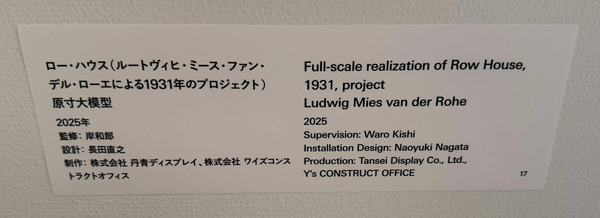 ロー・ハウス（ルートヴィヒ・ミース・ファン・
デル・ローエによる1931年のプロジェクト）
原寸大模型
2025年
監修：岸和郎
設計：長田直之
制作：株式会社 丹青ディスプレイ、株式会社 ワイズコンス
トラクトオフィス
Full-scale realization of Row House,
1931, project
Ludwig Mies van der Rohe
2025
Supervision: Waro Kishi
Installation Design: Naoyuki Nagata
Production: Tansei Display Co., Ltd.,
Y's CONSTRUCT OFFICE
17